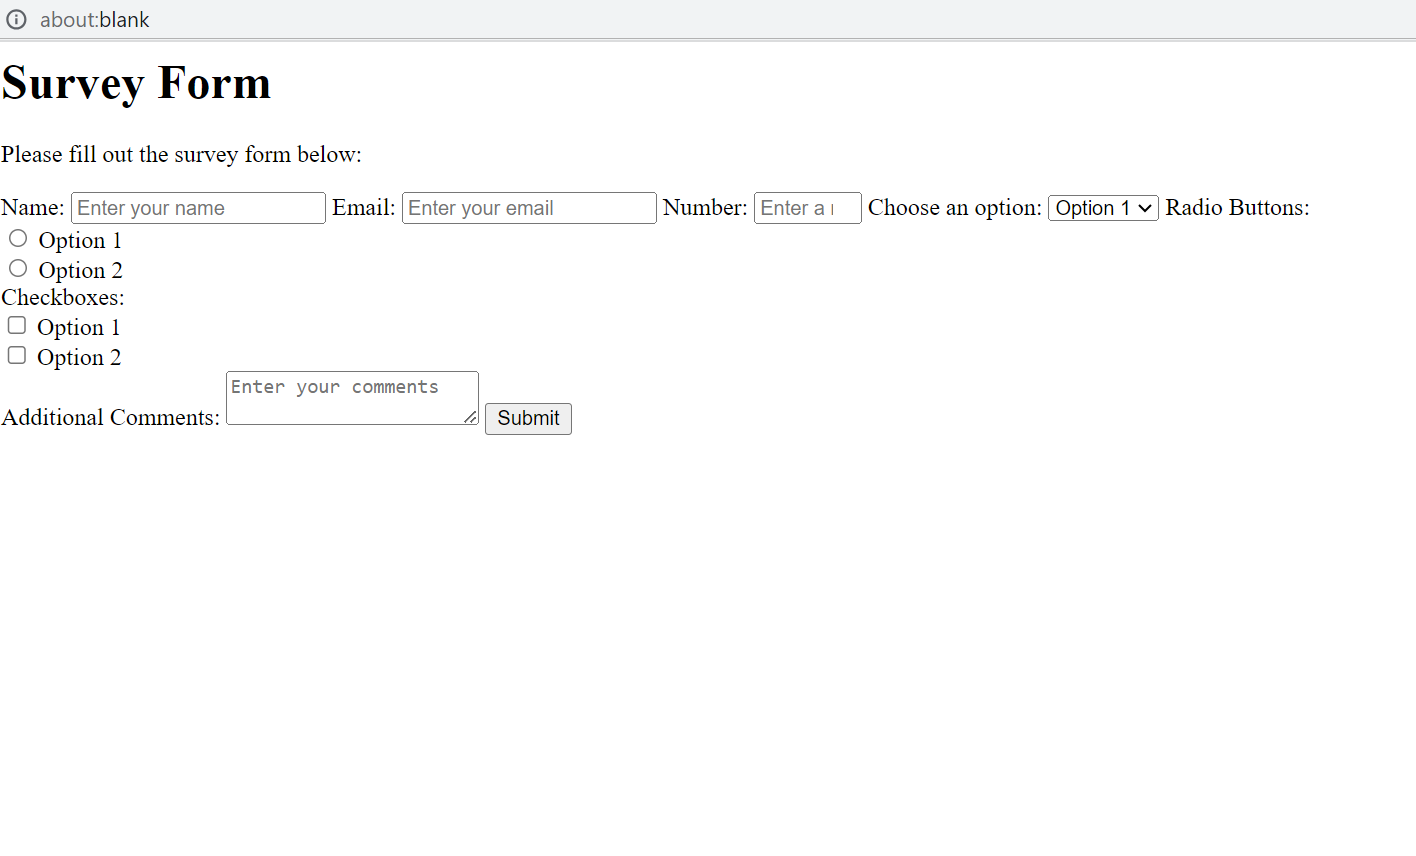 about:blank
Survey Form
Please fill out the survey form below:
Name: Enter your name Email: Enter your email Number: Enter a Choose an option: Option 1 Radio Buttons:
Option 1
Option 2
Checkboxes:
Option 1
Option 2
Enter your comments
Additional Comments: Submit